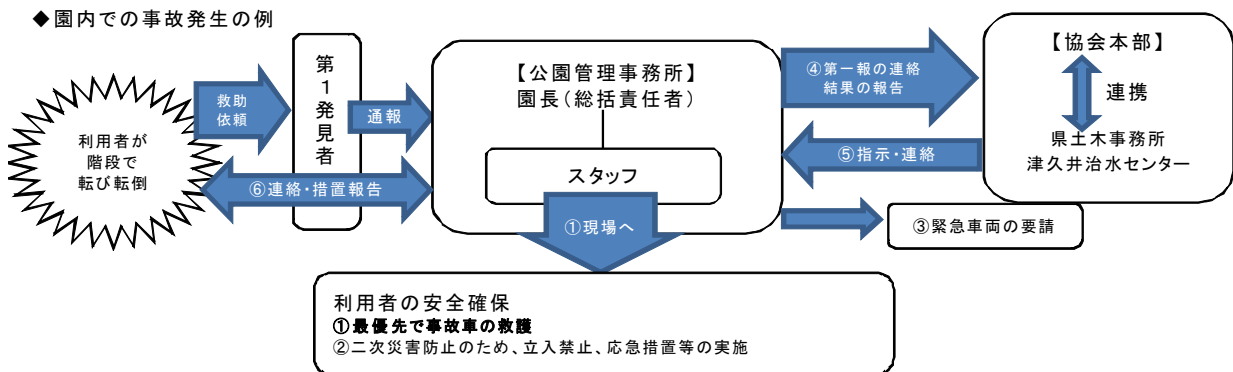 ◆園内での事故発生の例
利用者が
階段で
転び転倒
救助
依頼
第1発見者
通報
⑥連絡・措置報告
【公園管理事務所】
園長(総括責任者)
スタッフ
①現場へ
④第一報の連絡
結果の報告
⑤指示・連絡
【協会本部】
連携
県土木事務所
津久井治水センター
③緊急車両の要請
利用者の安全確保
①最優先で事故車の救護
②二次災害防止のため、立入禁止、応急措置等の実施